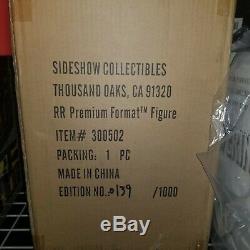 SIDESHOW COLLECTIBLES
THOUSAND OAKS, CA 91320
RR Premium Format™ Figure
ITEM# 300502
PACKING: 1 PC
MADE IN CHINA
EDITION NO.: 139 /1000